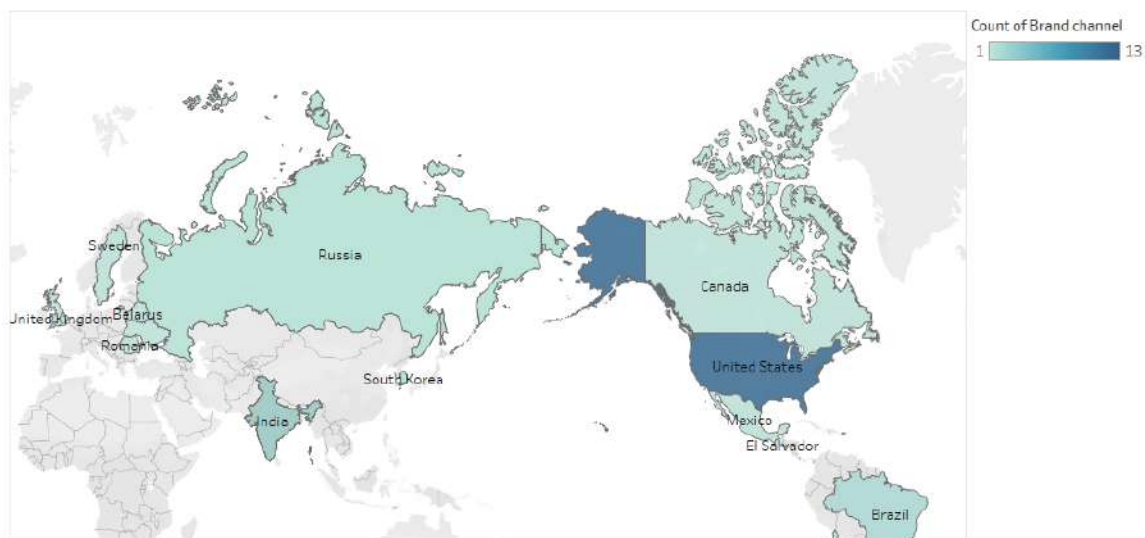 Count of Brand channel
1 13
Sweden
Russia
Canada
United Kingdom
Belarus
Romania
United States
South Korea
India
Mexico
El Salvador
Brazil